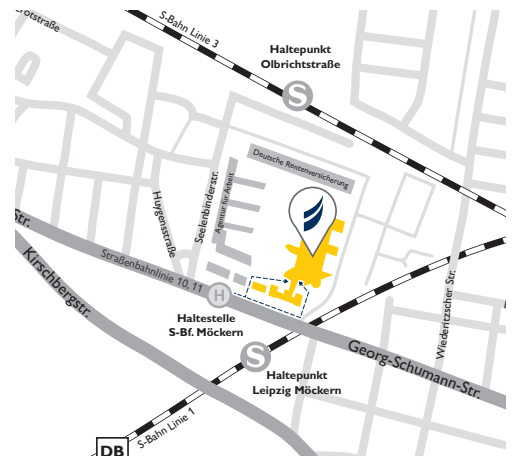 S-Bahn Linie 3
Haltepunkt
Olbrichtstraße
S
Deutsche Rentenversicherung
Agentur für Arbeit
Seelenbinderstr.
Huygensstraße
Str.
Straßenbahnlinie 10, 11
Kirschbergstr.
H
Haltestelle
S-Bf. Möckern
Wiederitzscher Str.
Georg-Schumann-Str.
S
Haltepunkt
Leipzig Möckern
S-Bahn Linie 1
DB